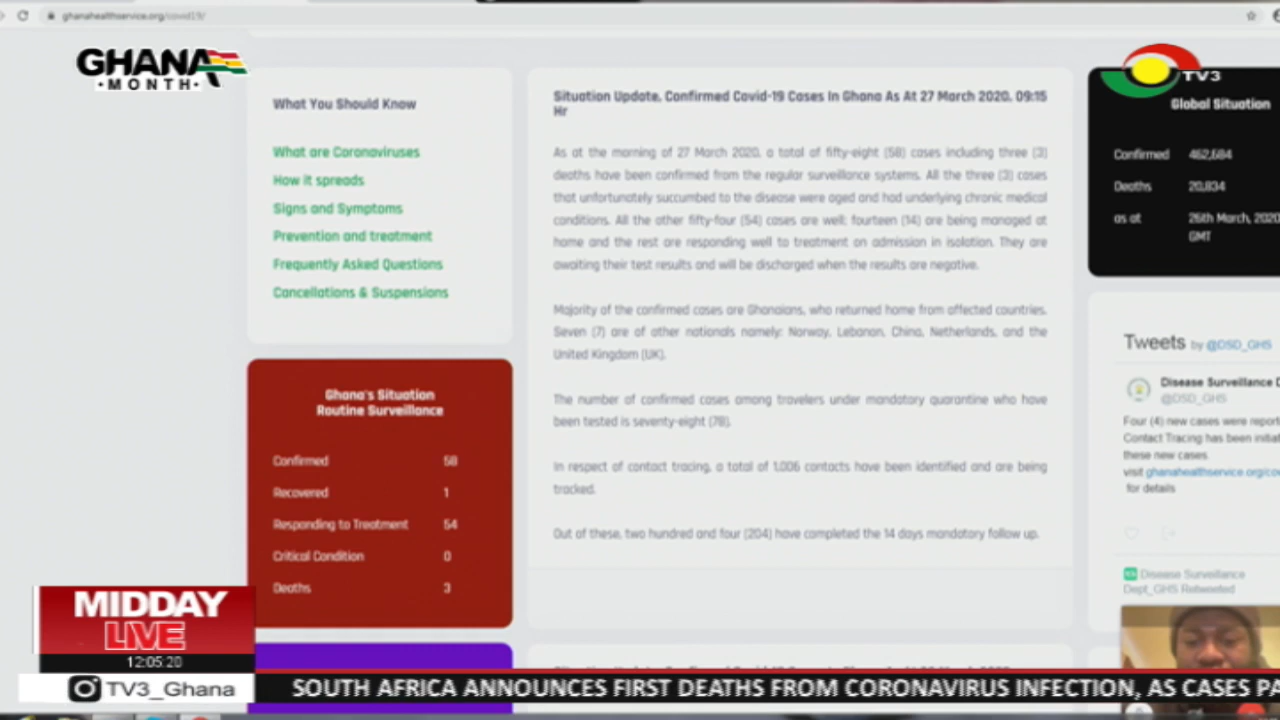 ghanahealthservice.org/covid19/
GHANA
MONTH
TV3
What You Should Know
What are Coronaviruses
How it spreads
Signs and Symptoms
Prevention and treatment
Frequently Asked Questions
Cancellations & Suspensions
Ghana's Situation
Routine Surveillance
Confirmed 58
Recovered 1
Responding to Treatment 54
Critical Condition 0
Deaths 3
Situation Update, Confirmed Covid-19 Cases In Ghana As At 27 March 2020, 09:15
Hr
As at the morning of 27 March 2020, a total of fifty-eight (58) cases including three (3)
deaths have been confirmed from the regular surveillance systems. All the three (3) cases
that unfortunately succumbed to the disease were aged and had underlying chronic medical
conditions. All the other fifty-four (54) cases are well; fourteen (14) are being managed at
home and the rest are responding well to treatment on admission in isolation. They are
awaiting their test results and will be discharged when the results are negative.
Majority of the confirmed cases are Ghanaians, who returned home from affected countries.
Seven (7) are of other nationals namely: Norway, Lebanon, China, Netherlands, and the
United Kingdom (UK).
The number of confirmed cases among travelers under mandatory quarantine who have
been tested is seventy-eight (78).
In respect of contact tracing, a total of 1,006 contacts have been identified and are being
tracked.
Out of these, two hundred and four (204) have completed the 14 days mandatory follow up.
Global Situation
Confirmed 462,684
Deaths 20,834
as at 26th March, 2020
GMT
Tweets by @DSD_GHS
Disease Surveillance D
@DSD_GHS
Four (4) new cases were report
Contact Tracing has been initiat
these new cases.
visit ghanahealthservice.org/co
for details
Disease Surveillance
Dept_GHS Retweeted
MIDDAY
LIVE
12:05:20
TV3_Ghana
SOUTH AFRICA ANNOUNCES FIRST DEATHS FROM CORONAVIRUS INFECTION, AS CASES PA